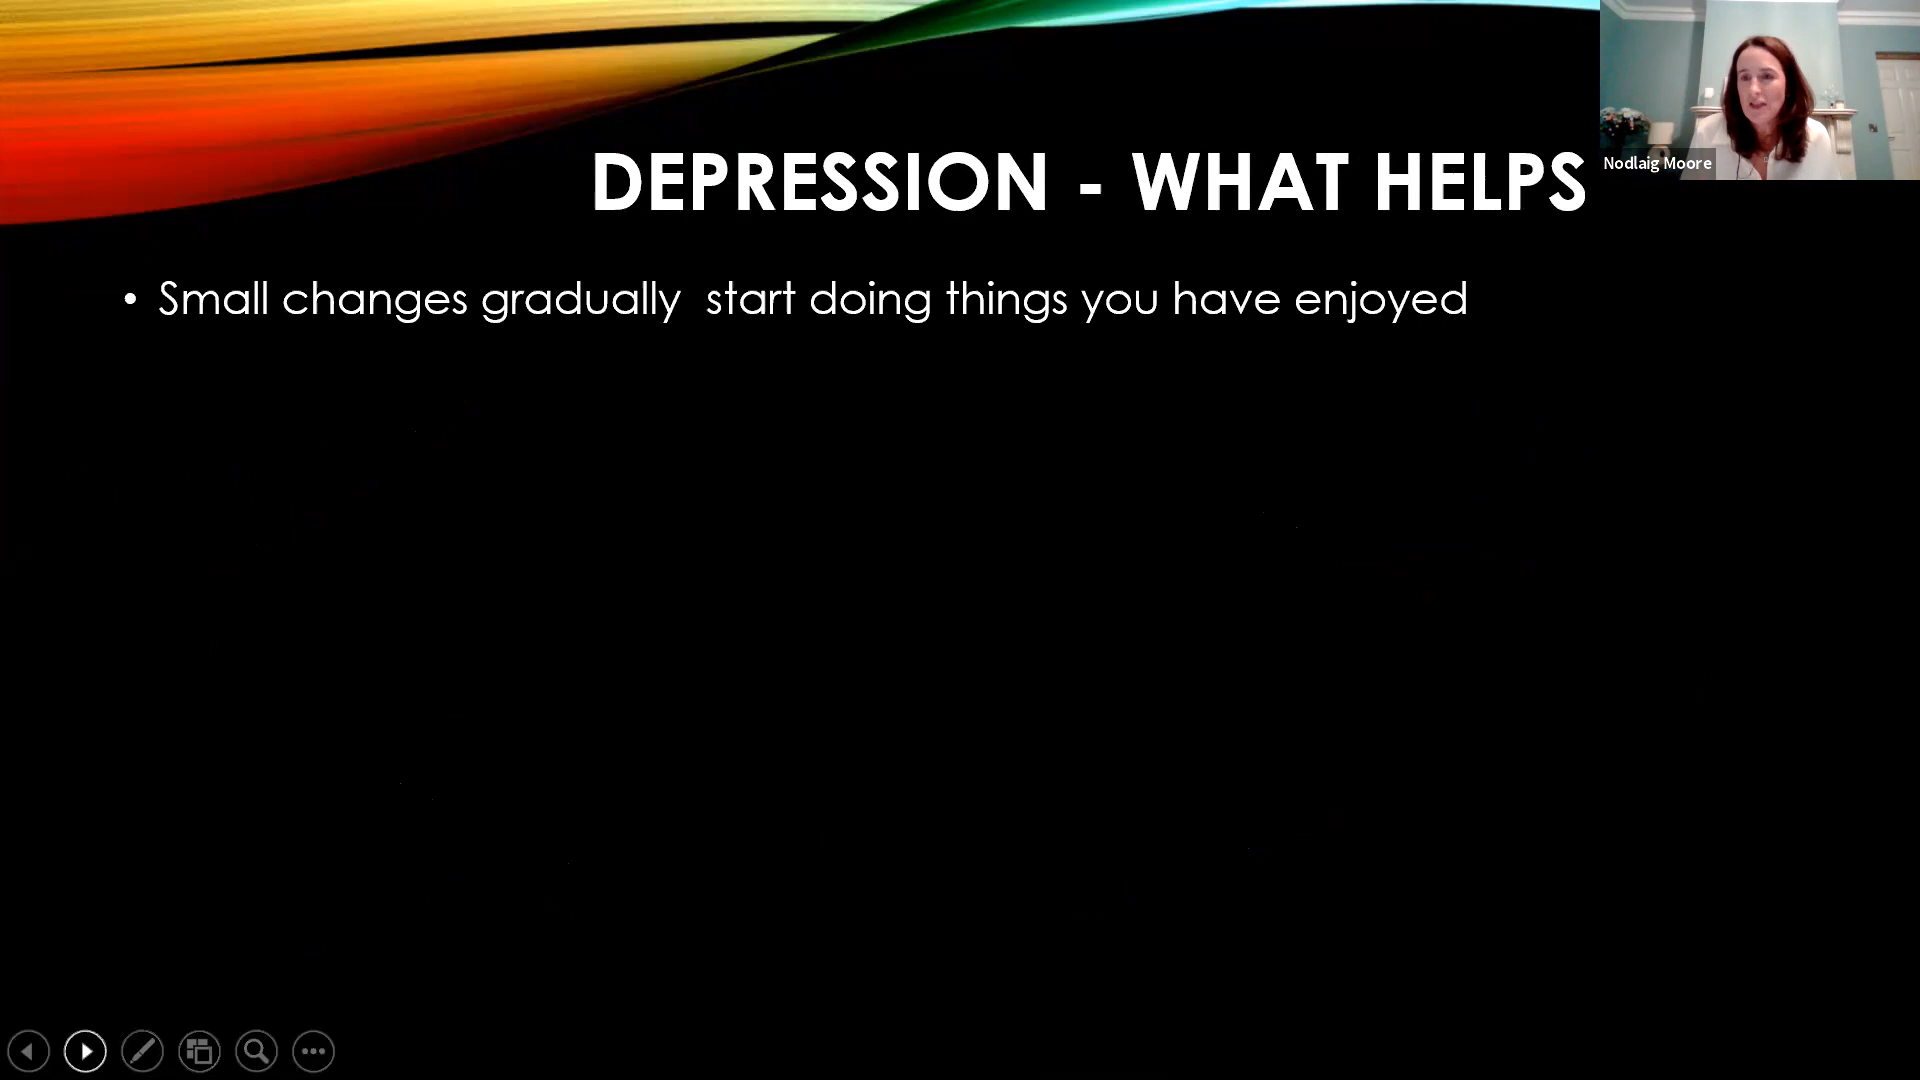 DEPRESSION - WHAT HELPS
Nodlaig Moore
• Small changes gradually  start doing things you have enjoyed